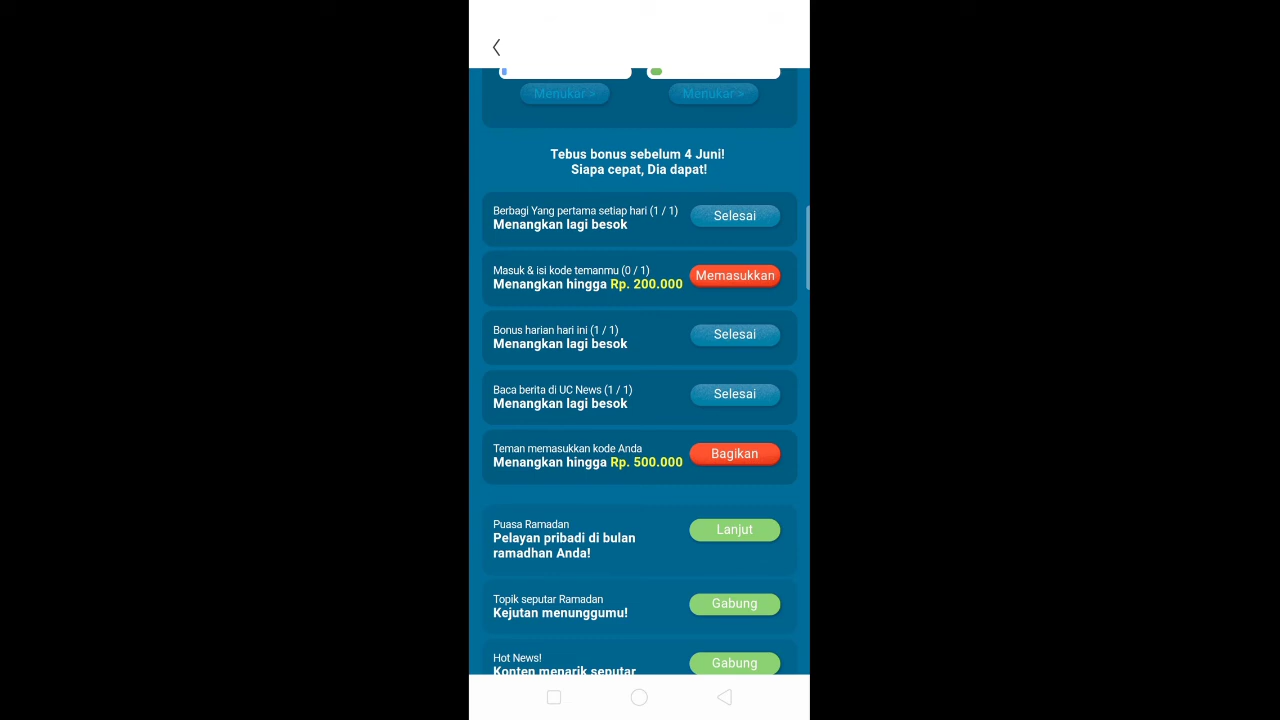 Menukar >
Menukar >
Tebus bonus sebelum 4 Juni!
Siapa cepat, Dia dapat!
Berbagi Yang pertama setiap hari (1 / 1)
Menangkan lagi besok
Selesai
Masuk & isi kode temanmu (0 / 1)
Menangkan hingga Rp. 200.000
Memasukkan
Bonus harian hari ini (1 / 1)
Menangkan lagi besok
Selesai
Baca berita di UC News (1 / 1)
Menangkan lagi besok
Selesai
Teman memasukkan kode Anda
Menangkan hingga Rp. 500.000
Bagikan
Puasa Ramadan
Pelayan pribadi di bulan
ramadhan Anda!
Lanjut
Topik seputar Ramadan
Kejutan menunggumu!
Gabung
Hot News!
Konten menarik seputar
Gabung